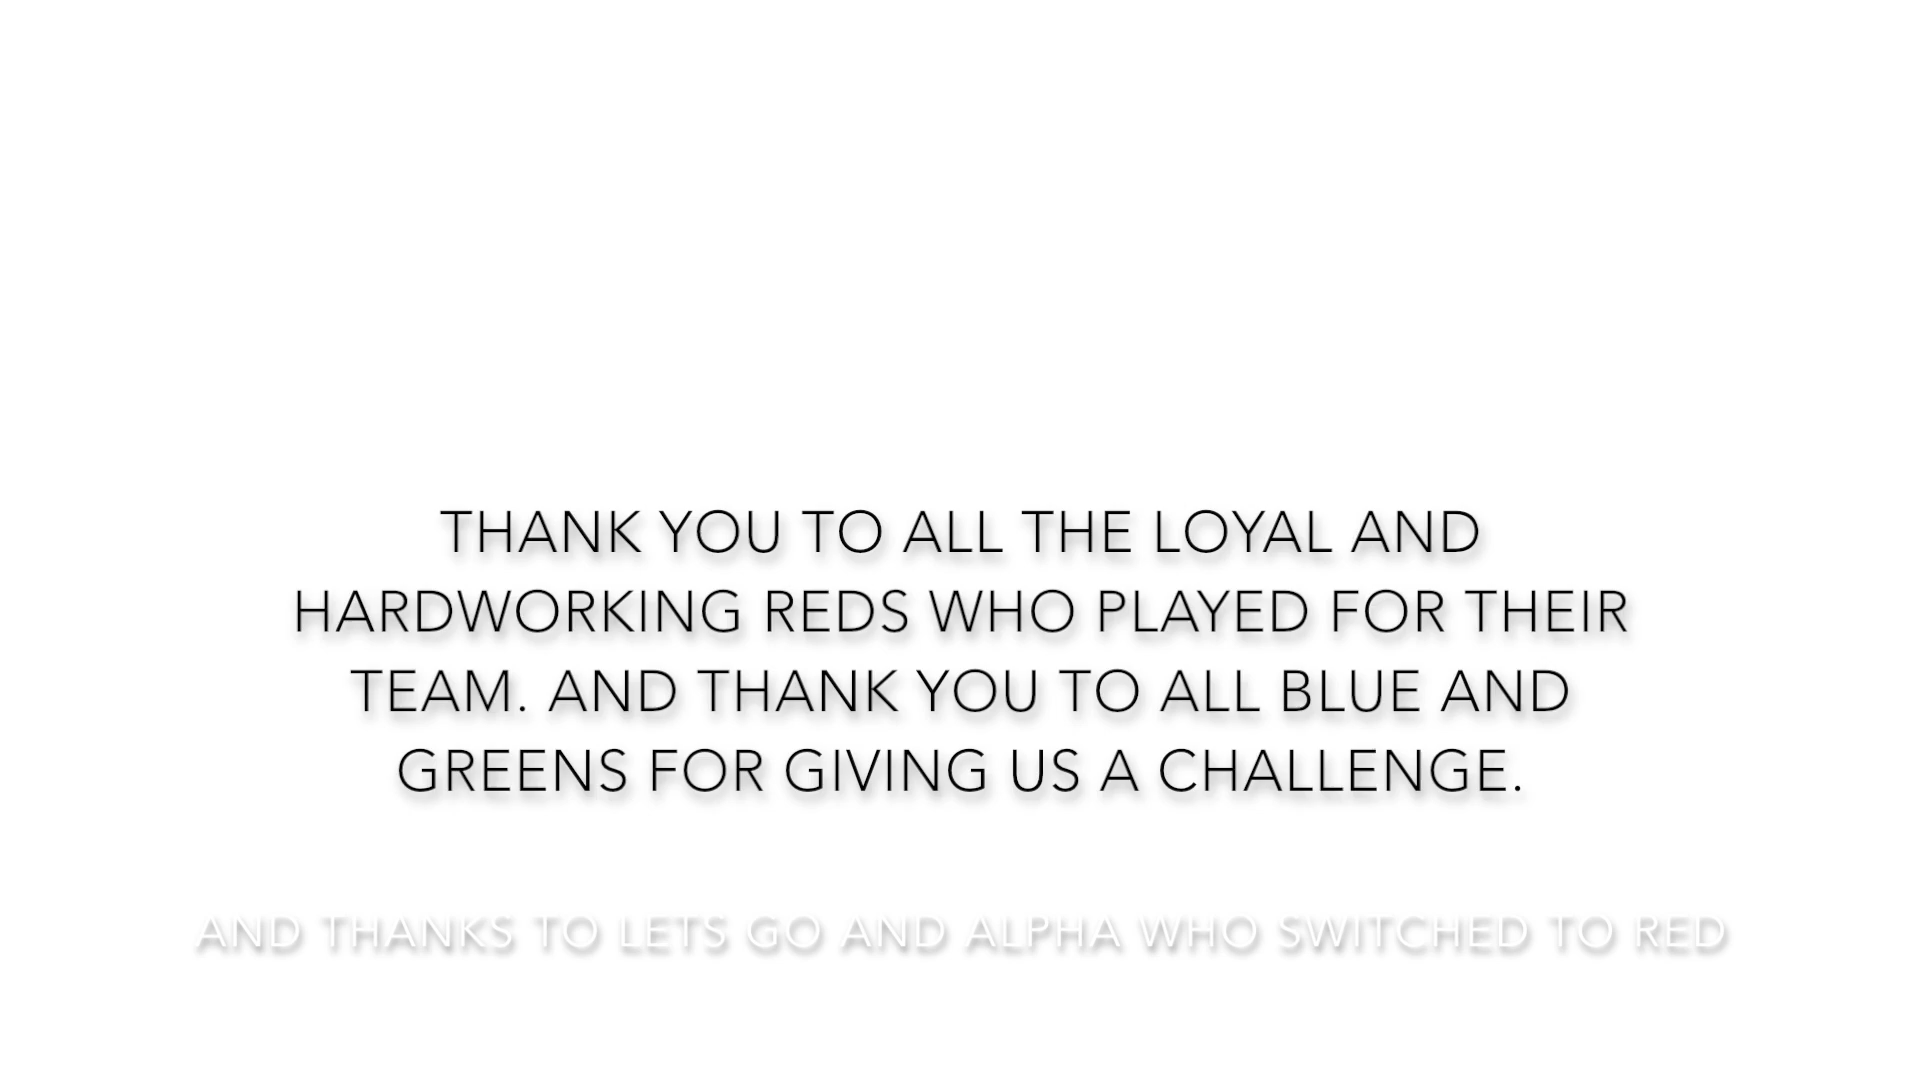 THANK YOU TO ALL THE LOYAL AND
HARDWORKING REDS WHO PLAYED FOR THEIR
TEAM. AND THANK YOU TO ALL BLUE AND
GREENS FOR GIVING US A CHALLENGE.
AND THANKS TO LETS GO AND ALPHA WHO SWITCHED TO RED